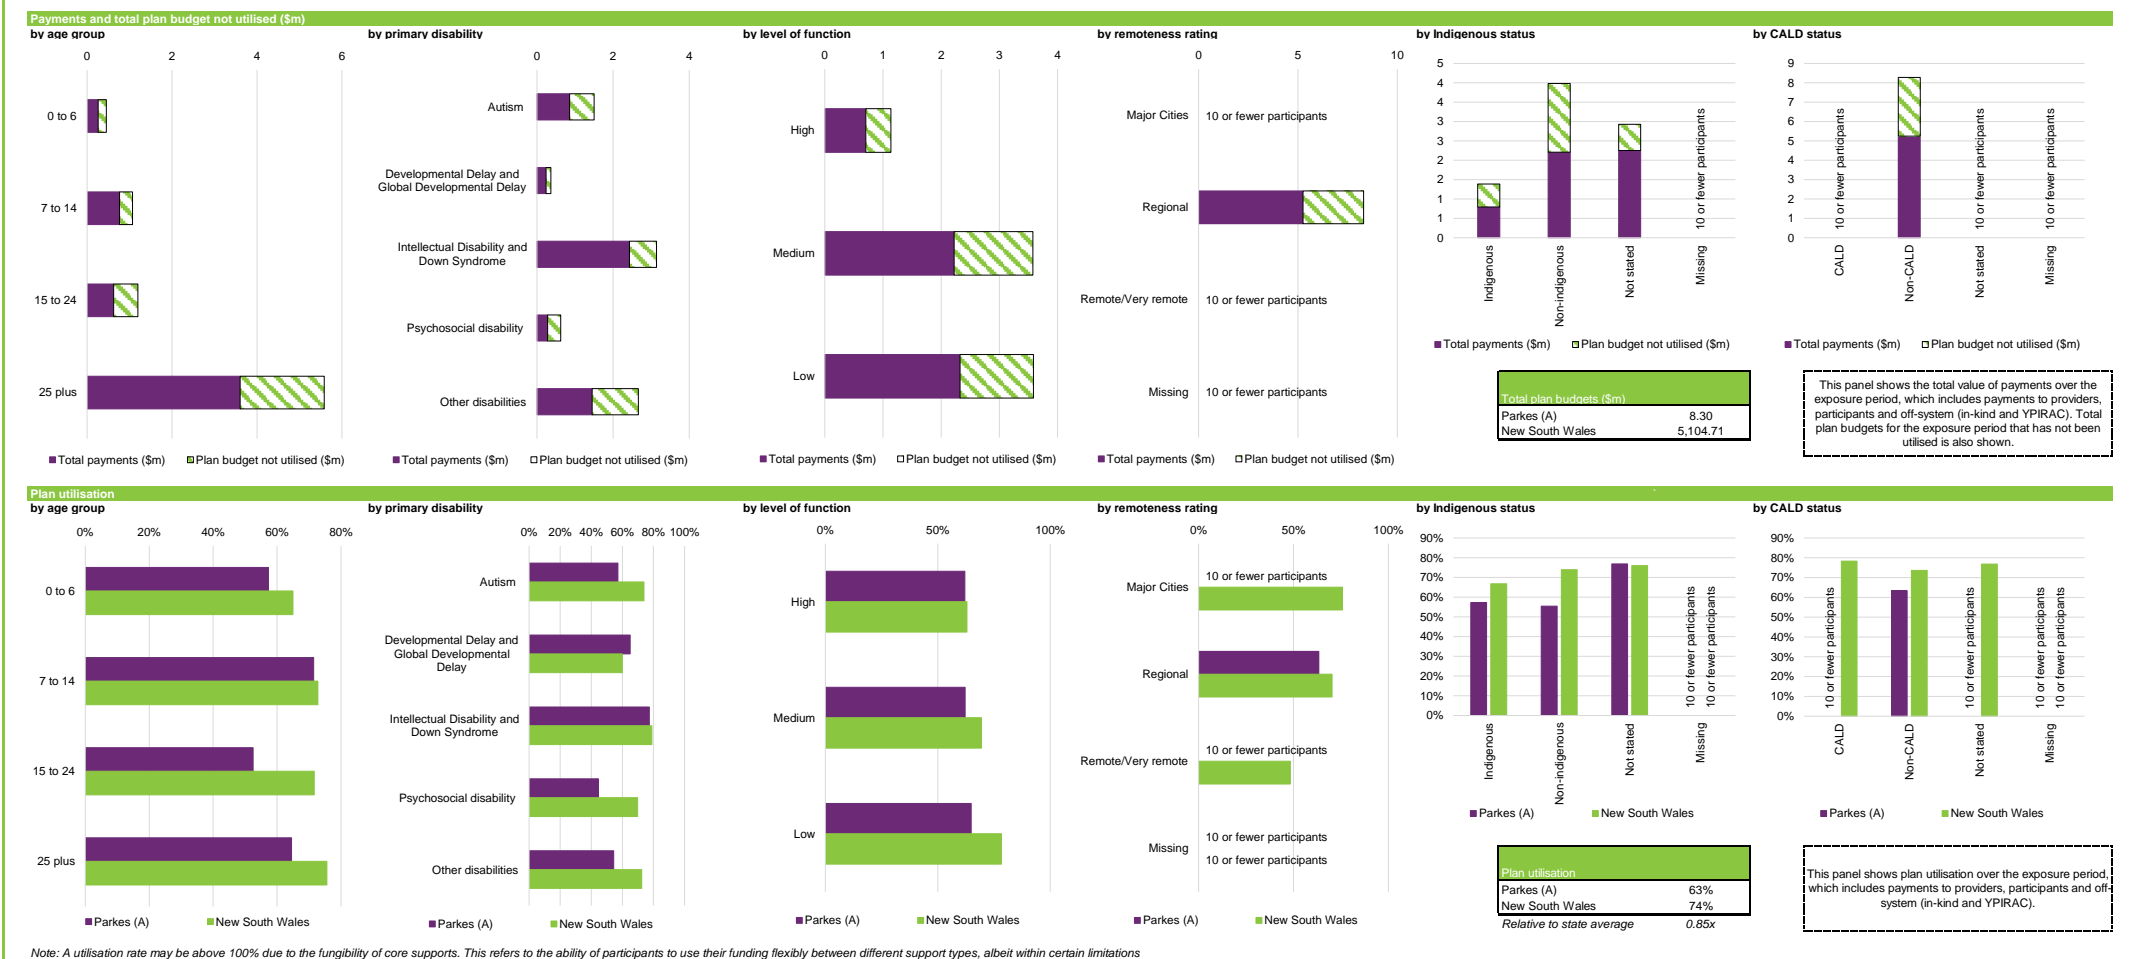 Payments and total plan budget not utilised ($m)
by age group
0 2 4 6
0 to 6
7 to 14
15 to 24
25 plus
Total payments ($m) Plan budget not utilised ($m)
by primary disability
0 2 4
Autism
Developmental Delay and
Global Developmental Delay
Intellectual Disability and
Down Syndrome
Psychosocial disability
Other disabilities
Total payments ($m) Plan budget not utilised ($m)
by level of function
0 1 2 3 4
High
Medium
Low
Total payments ($m) Plan budget not utilised ($m)
by remoteness rating
0 5 10
Major Cities 10 or fewer participants
Regional
Remote/Very remote 10 or fewer participants
Missing 10 or fewer participants
Total payments ($m) Plan budget not utilised ($m)
by Indigenous status
5
4
4
3
3
2
2
1
1
0
10 or fewer participants
Indigenous
Non-indigenous
Not stated
Missing
Total payments ($m) Plan budget not utilised ($m)
by CALD status
9
8
7
6
5
4
3
2
1
0
10 or fewer participants
10 or fewer participants
10 or fewer participants
CALD
Non-CALD
Not stated
Missing
Total payments ($m) Plan budget not utilised ($m)
Total plan budgets ($m)
Parkes (A) 8.30
New South Wales 5,104.71
This panel shows the total value of payments over the
exposure period, which includes payments to providers,
participants and off-system (in-kind and YPIRAC). Total
plan budgets for the exposure period that has not been
utilised is also shown.
Plan utilisation
by age group
0% 20% 40% 60% 80%
0 to 6
7 to 14
15 to 24
25 plus
Parkes (A) New South Wales
by primary disability
0% 20% 40% 60% 80% 100%
Autism
Developmental Delay and
Global Developmental
Delay
Intellectual Disability and
Down Syndrome
Psychosocial disability
Other disabilities
Parkes (A) New South Wales
by level of function
0% 50% 100%
High
Medium
Low
Parkes (A) New South Wales
by remoteness rating
0% 50% 100%
10 or fewer participants
Major Cities
Regional
10 or fewer participants
Remote/Very remote
10 or fewer participants
Missing
10 or fewer participants
Parkes (A) New South Wales
by Indigenous status
90%
80%
70%
60%
50%
40%
30%
20%
10%
0%
10 or fewer participants
10 or fewer participants
Indigenous
Non-indigenous
Not stated
Missing
Parkes (A) New South Wales
by CALD status
90%
80%
70%
60%
50%
40%
30%
20%
10%
0%
10 or fewer participants
10 or fewer participants
10 or fewer participants
10 or fewer participants
CALD
Non-CALD
Not stated
Missing
Parkes (A) New South Wales
Plan utilisation
Parkes (A) 63%
New South Wales 74%
Relative to state average 0.85x
This panel shows plan utilisation over the exposure period,
which includes payments to providers, participants and off-
system (in-kind and YPIRAC).
Note: A utilisation rate may be above 100% due to the fungibility of core supports. This refers to the ability of participants to use their funding flexibly between different support types, albeit within certain limitations